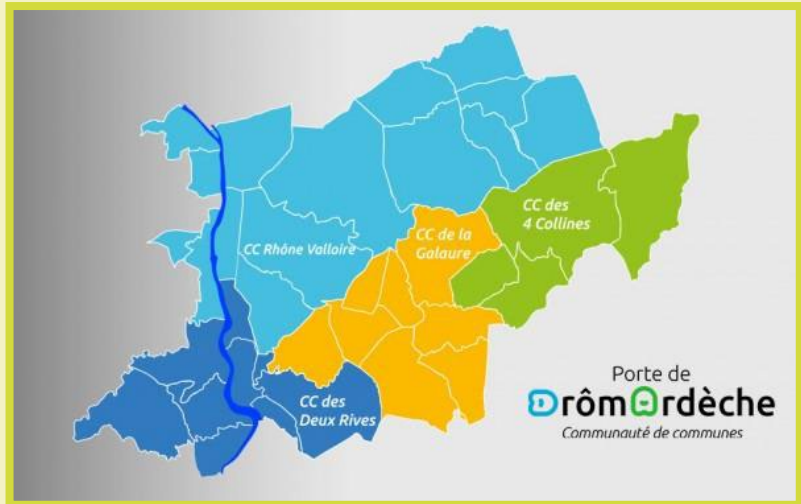 CC des
4 Collines
CC de la
Galaure
CC Rhône Valloire
CC des
Deux Rives
Porte de
DrômArdèche
Communauté de communes